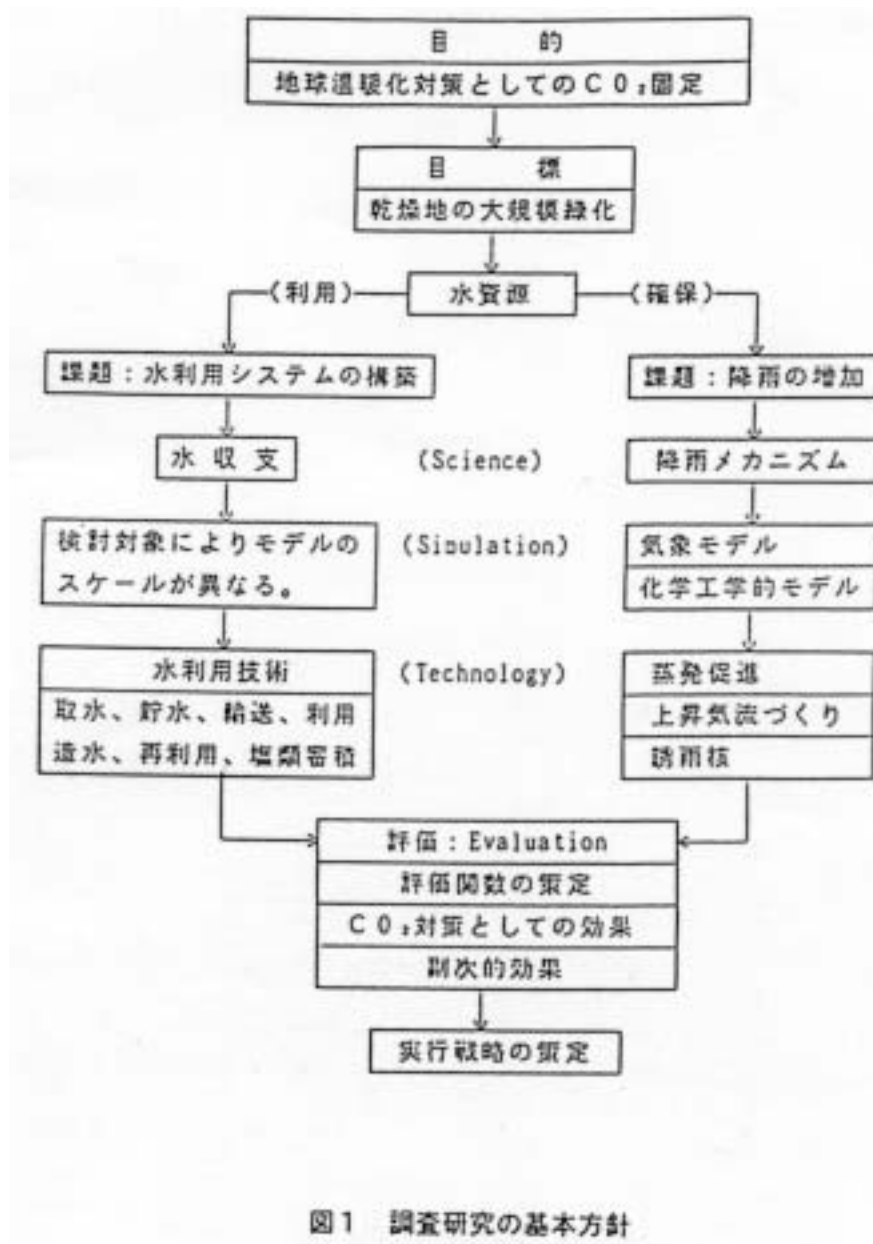 目 的
地球温暖化対策としてのCO₂固定
目 標
乾燥地の大規模緑化
(利用)
水資源
(確保)
課題：水利用システムの構築
課題：降雨の増加
水 収 支
(Science)
降雨メカニズム
検討対象によりモデルの
スケールが異なる。
(Simulation)
気象モデル
化学工学的モデル
水利用技術
取水、貯水、輸送、利用
造水、再利用、塩類蓄積
(Technology)
蒸発促進
上昇気流づくり
誘雨核
評価：Evaluation
評価関数の策定
CO₂対策としての効果
副次的効果
実行戦略の策定
図1 調査研究の基本方針